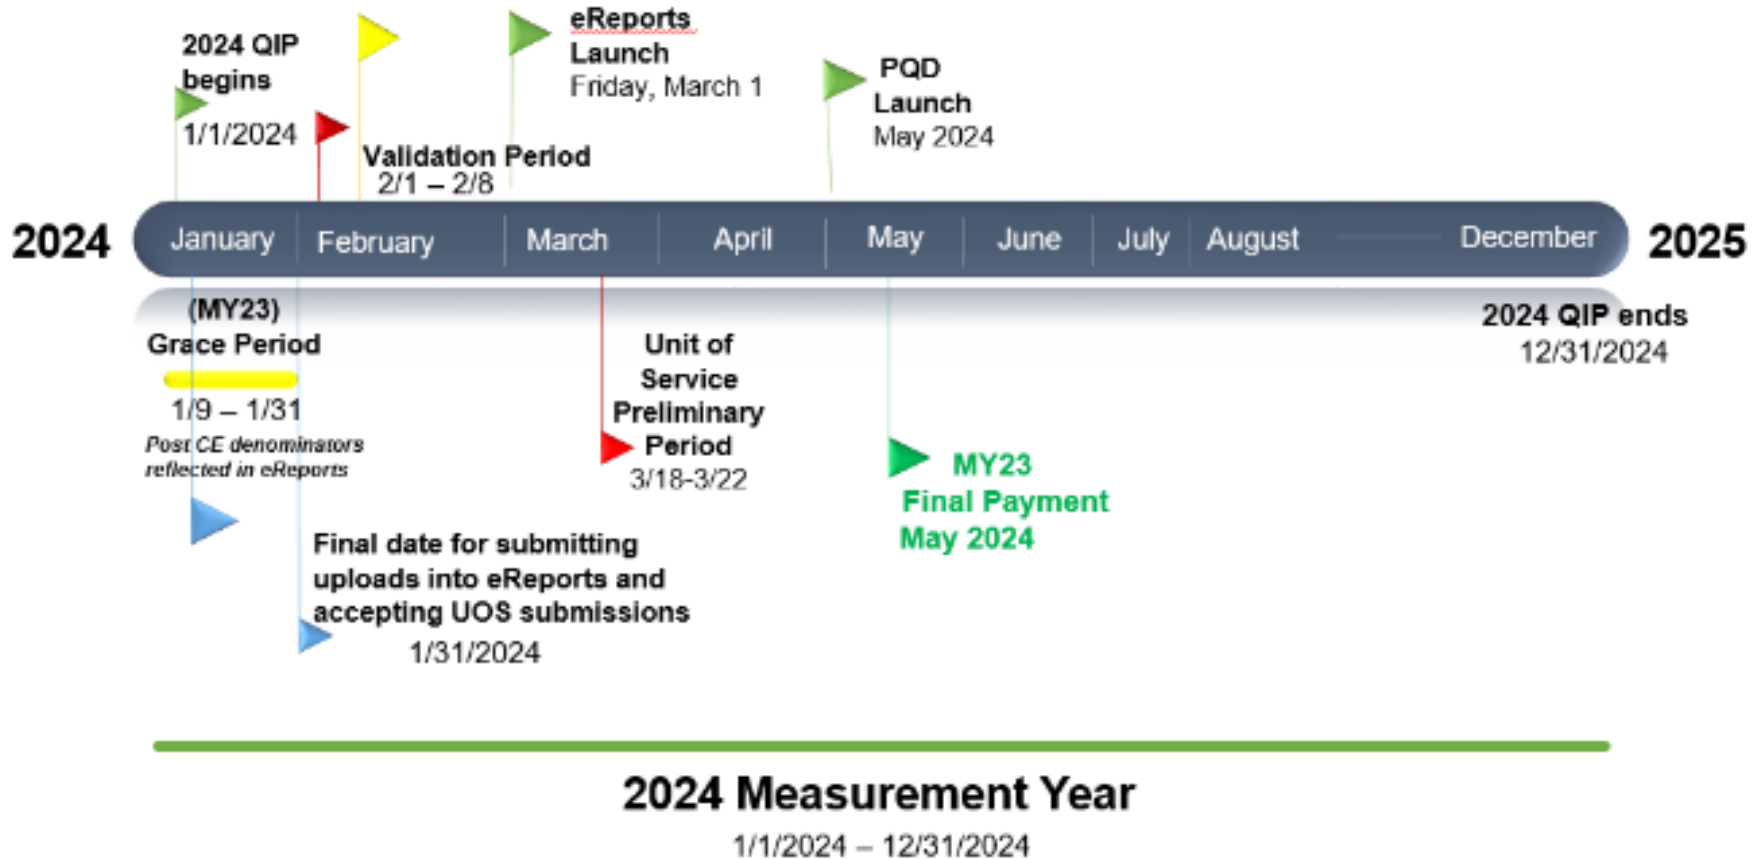 2024 QIP
begins
1/1/2024
eReports
Launch
Friday, March 1
PQD
Launch
May 2024
Validation Period
2/1 – 2/8
2024
January
February
March
April
May
June
July
August
December
2025
(MY23)
Grace Period
1/9 – 1/31
Post CE denominators
reflected in eReports
Unit of
Service
Preliminary
Period
3/18-3/22
2024 QIP ends
12/31/2024
MY23
Final Payment
May 2024
Final date for submitting
uploads into eReports and
accepting UOS submissions
1/31/2024
2024 Measurement Year
1/1/2024 – 12/31/2024